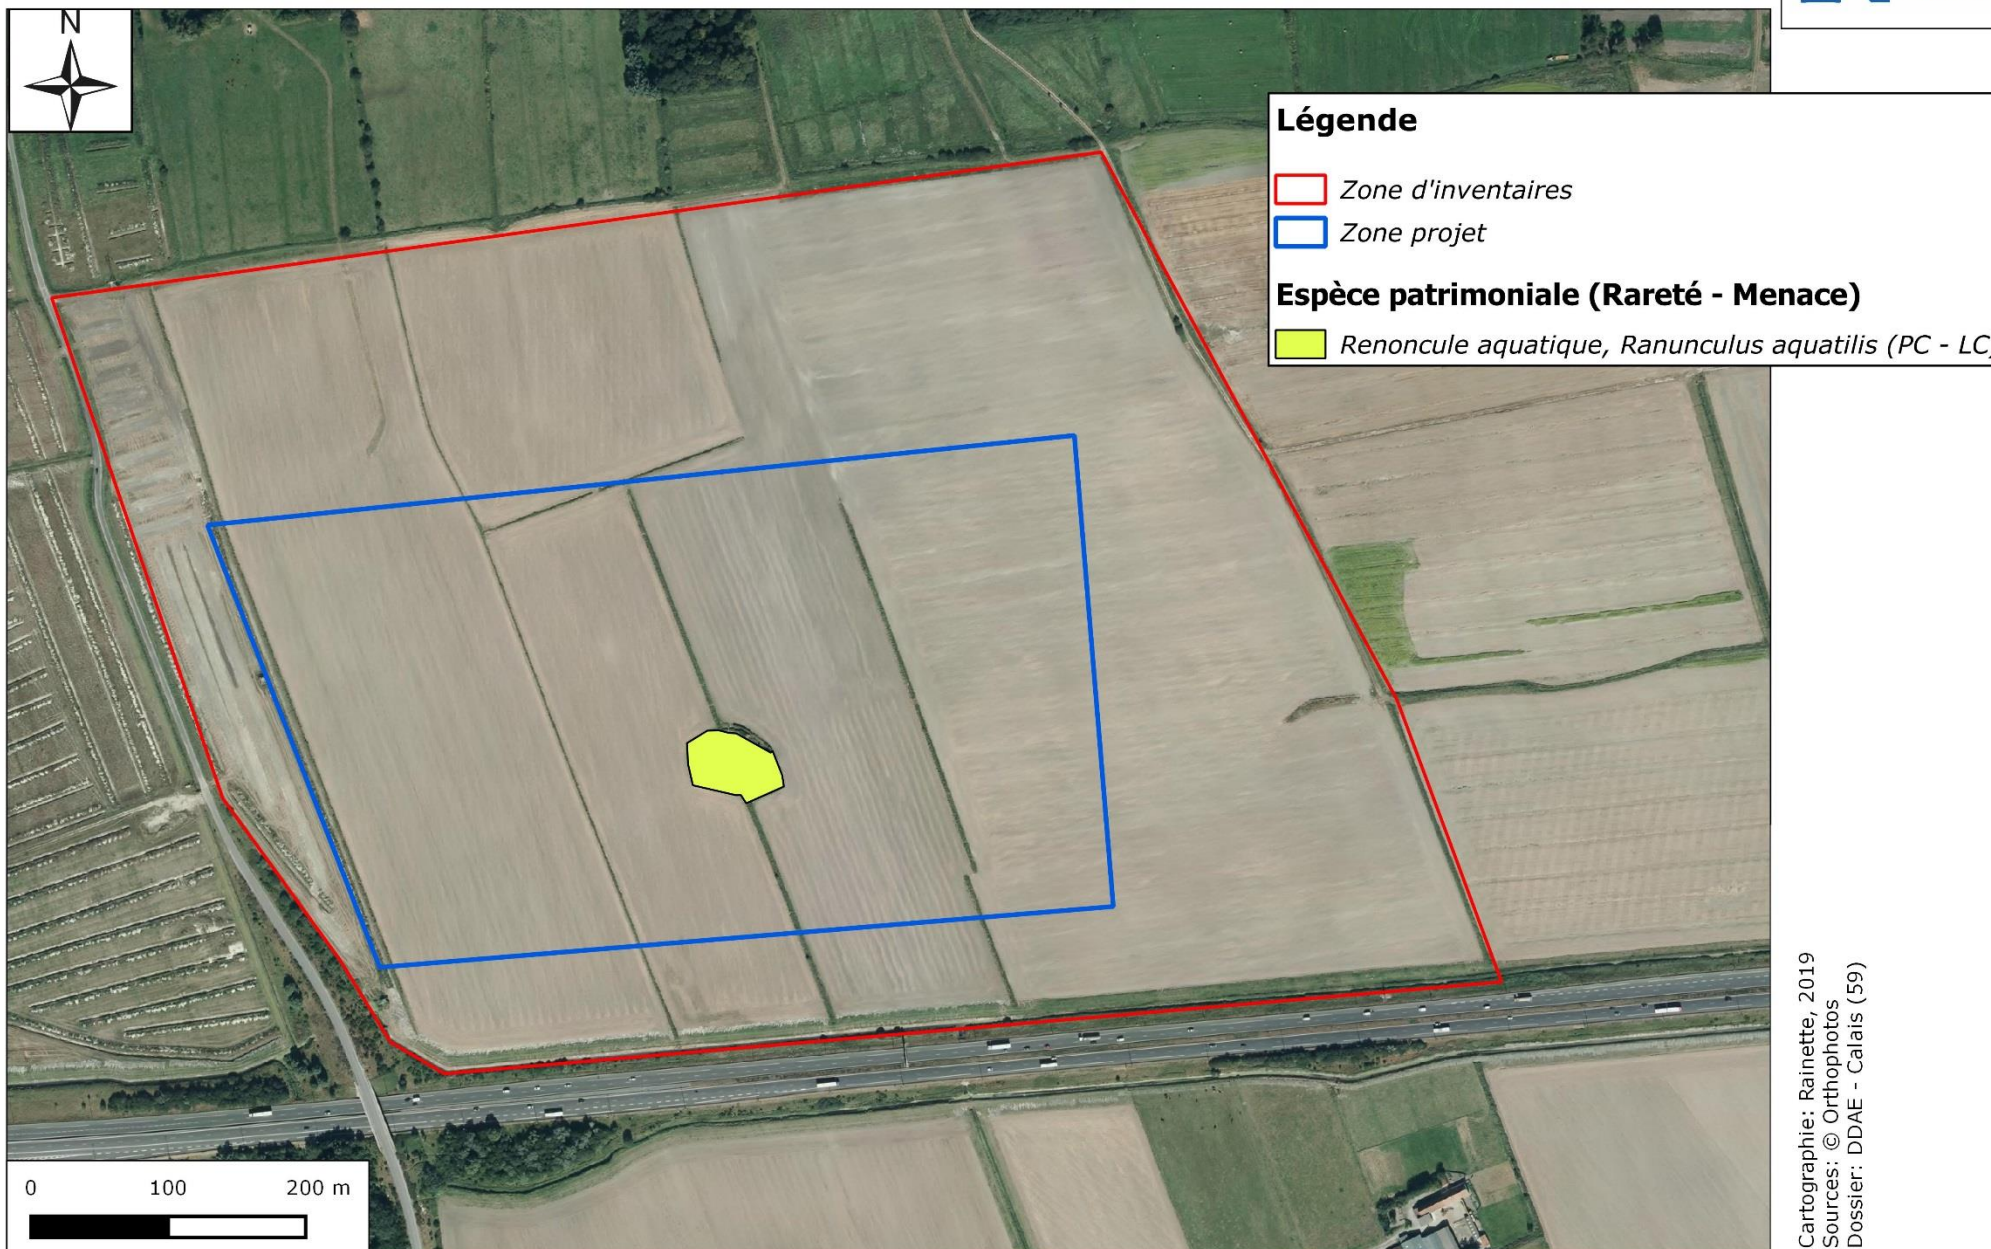 N
Légende
Zone d'inventaires
Zone projet
Espèce patrimoniale (Rareté - Menace)
Renoncule aquatique, Ranunculus aquatilis (PC - LC)
0 100 200 m
Cartographie: Rainette, 2019
Sources: © Orthophotos
Dossier: DDAE - Calais (59)